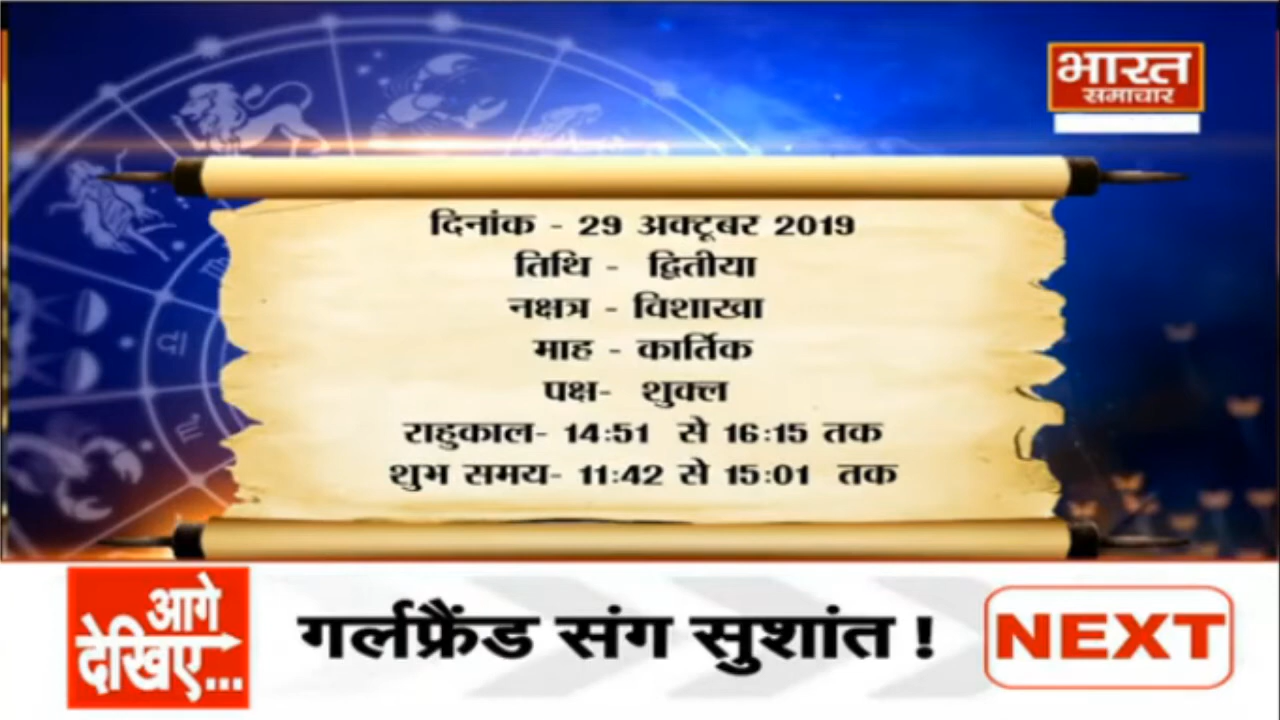 भारत
समाचार
दिनांक - 29 अक्टूबर 2019
तिथि - द्वितीया
नक्षत्र - विशाखा
माह - कार्तिक
पक्ष- शुक्ल
राहुकाल- 14:51 से 16:15 तक
शुभ समय- 11:42 से 15:01 तक
आगे
देखिए...
गर्लफ्रैंड संग सुशांत !
NEXT